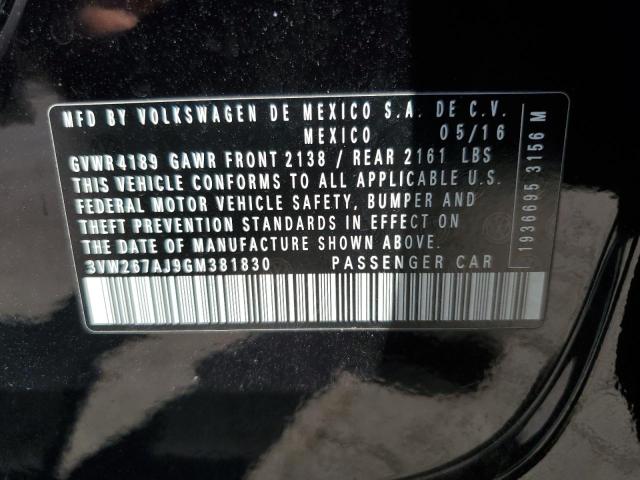 MFD BY VOLKSWAGEN DE MEXICO S.A. DE C.V.
MEXICO 05/16
GVWR4189 GAWR FRONT 2138 / REAR 2161 LBS
THIS VEHICLE CONFORMS TO ALL APPLICABLE U.S.
FEDERAL MOTOR VEHICLE SAFETY, BUMPER AND
THEFT PREVENTION STANDARDS IN EFFECT ON
THE DATE OF MANUFACTURE SHOWN ABOVE.
3VW267AJ9GM381830 PASSENGER CAR
1936695 3156 M